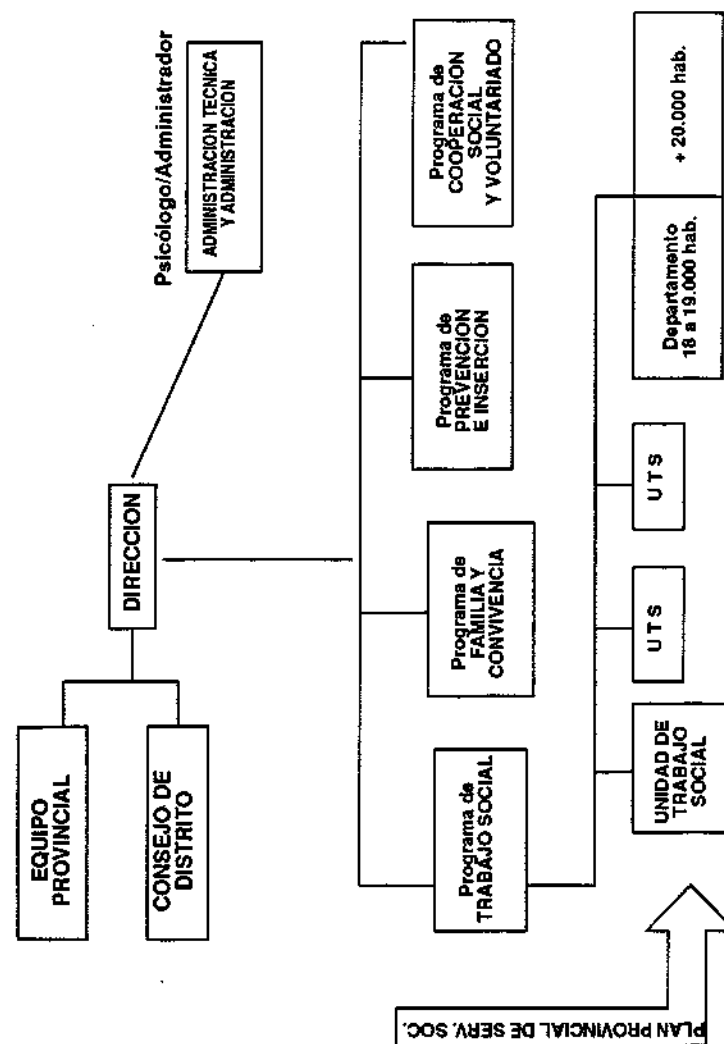 EQUIPO
PROVINCIAL
CONSEJO DE
DISTRITO
DIRECCION
Psicólogo/Administrador
ADMINISTRACION TECNICA
Y ADMINISTRACION
Programa de
TRABAJO SOCIAL
Programa de
FAMILIA Y
CONVIVENCIA
Programa de
PREVENCION
E INSERCION
Programa de
COOPERACION
SOCIAL
Y VOLUNTARIADO
UNIDAD DE
TRABAJO
SOCIAL
U T S
U T S
Departamento
18 a 19.000 hab.
+ 20.000 hab.
PLAN PROVINCIAL DE SERV. SOC.